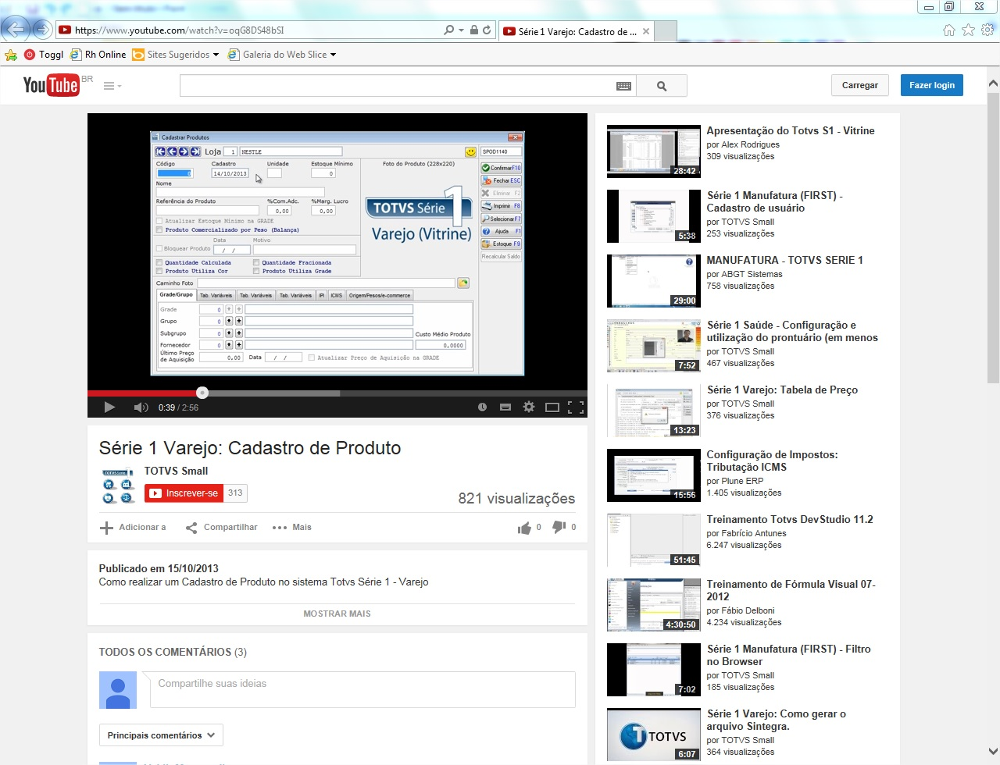 https://www.youtube.com/watch?v=oqG8DS48bSI
Série 1 Varejo: Cadastro de ...
Toggl
Rh Online
Sites Sugeridos
Galeria do Web Slice
YouTube BR
Carregar
Fazer login
Cadastrar Produtos
Loja 1 NESTLE
SPOD1140
Código
Cadastro
Unidade
Estoque Mínimo
Foto do Produto (228x220)
0
14/10/2013
0
Nome
Referência do Produto
%Com.Adc.
%Marg. Lucro
0,00
0,00
Atualizar Estoque Mínimo na GRADE
Produto Comercializado por Peso (Balança)
Data
Motivo
Bloquear Produto
/ /
Quantidade Calculada
Quantidade Fracionada
Produto Utiliza Cor
Produto Utiliza Grade
TOTVS Série 1
Varejo (Vitrine)
Confirmar F10
Fechar ESC
Eliminar F2
Imprimir F8
Selecionar F7
Ajuda F1
Estoque F9
Recalcular Saldo
Caminho Foto
Grade/Grupo
Tab. Variáveis
Tab. Variáveis
Tab. Variáveis
IPI
ICMS
Origem/Pesos/e-commerce
Grade 0
Grupo 0
Subgrupo 0
Custo Médio Produto
Fornecedor 0
0,0000
Último Preço
de Aquisição
0,00
Data / /
Atualizar Preço de Aquisição na GRADE
0:39 / 2:56
Série 1 Varejo: Cadastro de Produto
TOTVS Série 1
TOTVS Small
Inscrever-se 313
821 visualizações
Adicionar a
Compartilhar
Mais
0
0
Publicado em 15/10/2013
Como realizar um Cadastro de Produto no sistema Totvs Série 1 - Varejo
MOSTRAR MAIS
TODOS OS COMENTÁRIOS (3)
Compartilhe suas ideias
Principais comentários
28:42
Apresentação do Totvs S1 - Vitrine
por Alex Rodrigues
309 visualizações
5:38
Série 1 Manufatura (FIRST) -
Cadastro de usuário
por TOTVS Small
253 visualizações
29:00
MANUFATURA - TOTVS SERIE 1
por ABGT Sistemas
758 visualizações
7:52
Série 1 Saúde - Configuração e
utilização do prontuário (em menos
por TOTVS Small
467 visualizações
13:23
Série 1 Varejo: Tabela de Preço
por TOTVS Small
376 visualizações
15:56
Configuração de Impostos:
Tributação ICMS
por Plune ERP
1.405 visualizações
51:45
Treinamento Totvs DevStudio 11.2
por Fabrício Antunes
6.247 visualizações
4:30:50
Treinamento de Fórmula Visual 07-
2012
por Fábio Delboni
4.234 visualizações
7:02
Série 1 Manufatura (FIRST) - Filtro
no Browser
por TOTVS Small
185 visualizações
TOTVS
6:07
Série 1 Varejo: Como gerar o
arquivo Sintegra.
por TOTVS Small
364 visualizações